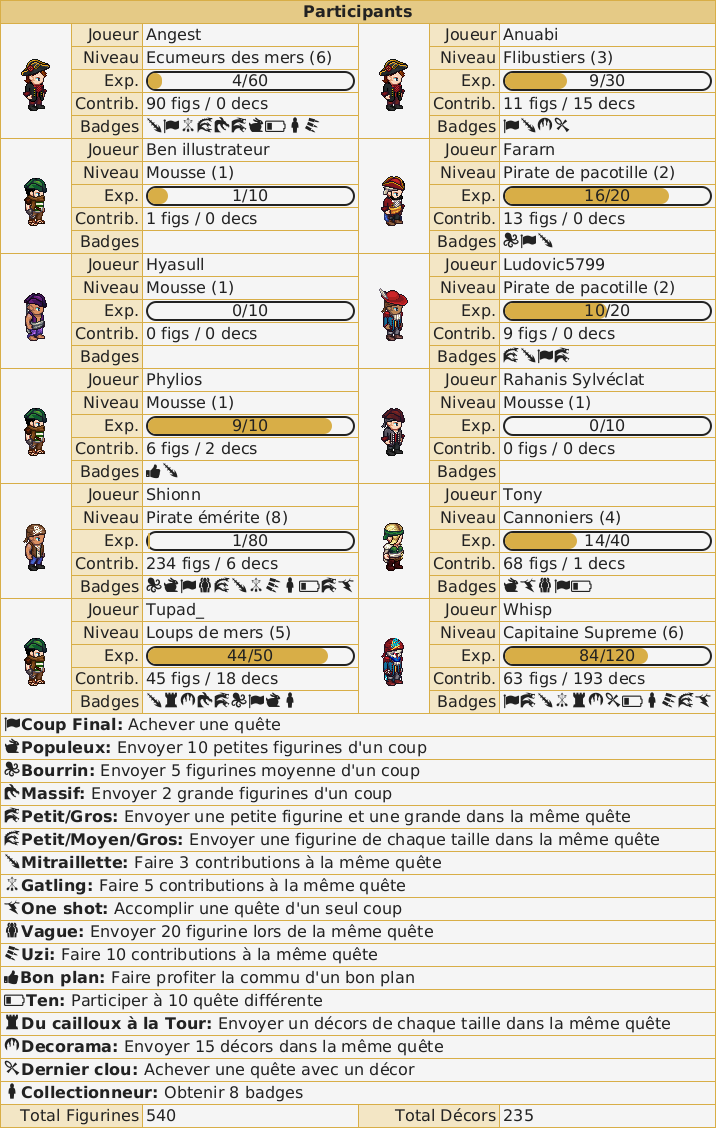 Participants
Joueur Angest
Niveau Ecumeurs des mers (6)
Exp. 4/60
Contrib. 90 figs / 0 decs
Badges
Joueur Anuabi
Niveau Flibustiers (3)
Exp. 9/30
Contrib. 11 figs / 15 decs
Badges
Joueur Ben illustrateur
Niveau Mousse (1)
Exp. 1/10
Contrib. 1 figs / 0 decs
Badges
Joueur Fararn
Niveau Pirate de pacotille (2)
Exp. 16/20
Contrib. 13 figs / 0 decs
Badges
Joueur Hyasull
Niveau Mousse (1)
Exp. 0/10
Contrib. 0 figs / 0 decs
Badges
Joueur Ludovic5799
Niveau Pirate de pacotille (2)
Exp. 10/20
Contrib. 9 figs / 0 decs
Badges
Joueur Phylios
Niveau Mousse (1)
Exp. 9/10
Contrib. 6 figs / 2 decs
Badges
Joueur Rahanis Sylvéclat
Niveau Mousse (1)
Exp. 0/10
Contrib. 0 figs / 0 decs
Badges
Joueur Shionn
Niveau Pirate émérite (8)
Exp. 1/80
Contrib. 234 figs / 6 decs
Badges
Joueur Tony
Niveau Cannoniers (4)
Exp. 14/40
Contrib. 68 figs / 1 decs
Badges
Joueur Tupad_
Niveau Loups de mers (5)
Exp. 44/50
Contrib. 45 figs / 18 decs
Badges
Joueur Whisp
Niveau Capitaine Supreme (6)
Exp. 84/120
Contrib. 63 figs / 193 decs
Badges
Coup Final: Achever une quête
Populeux: Envoyer 10 petites figurines d'un coup
Bourrin: Envoyer 5 figurines moyenne d'un coup
Massif: Envoyer 2 grande figurines d'un coup
Petit/Gros: Envoyer une petite figurine et une grande dans la même quête
Petit/Moyen/Gros: Envoyer une figurine de chaque taille dans la même quête
Mitraillette: Faire 3 contributions à la même quête
Gatling: Faire 5 contributions à la même quête
One shot: Accomplir une quête d'un seul coup
Vague: Envoyer 20 figurine lors de la même quête
Uzi: Faire 10 contributions à la même quête
Bon plan: Faire profiter la commu d'un bon plan
Ten: Participer à 10 quête différente
Du cailloux à la Tour: Envoyer un décors de chaque taille dans la même quête
Decorama: Envoyer 15 décors dans la même quête
Dernier clou: Achever une quête avec un décor
Collectionneur: Obtenir 8 badges
Total Figurines 540 Total Décors 235